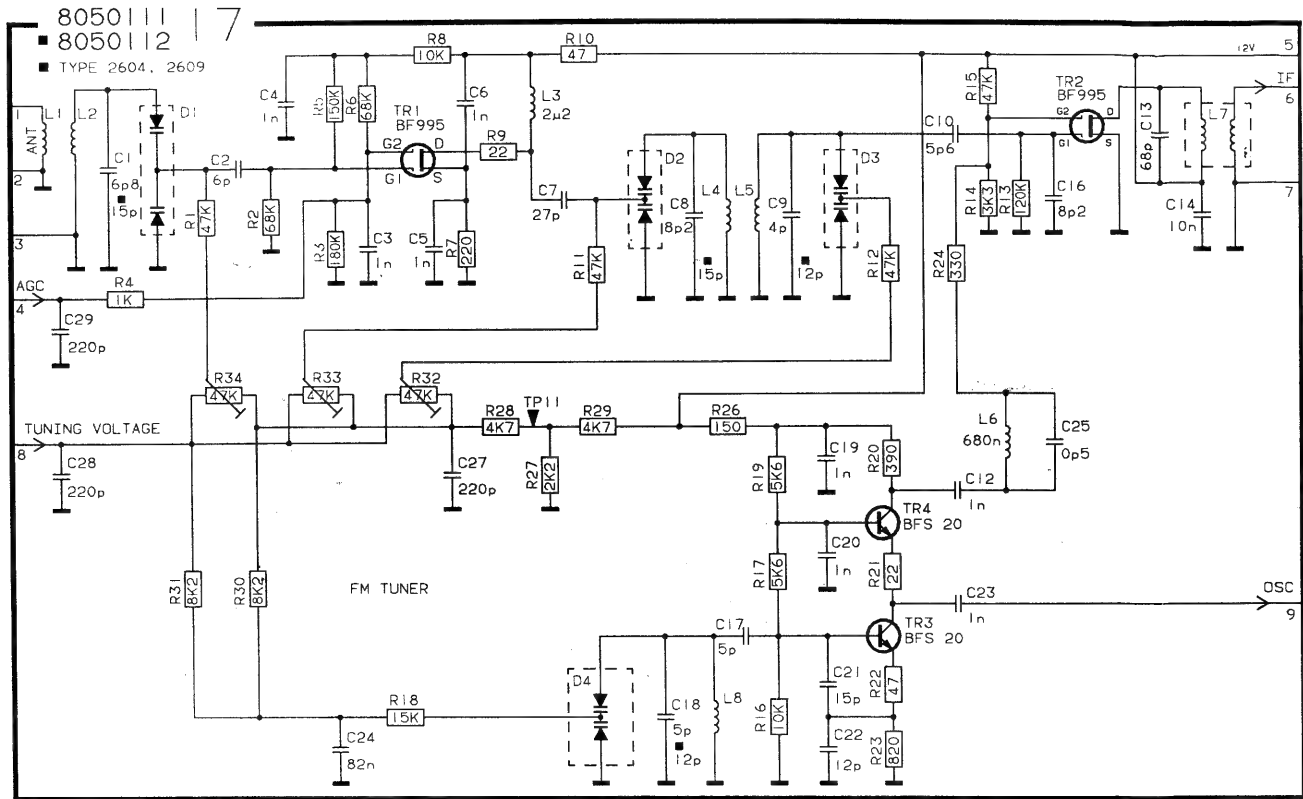 8050111 17
■ 8050112
■ TYPE 2604, 2609
R8
10K
R10
47
12V
5
IF
6
7
1
ANT
2
3
L1
L2
C1
6p8
■
15p
D1
C4
1n
R5
150K
R6
68K
TR1
BF995
G2
D
G1
S
C6
1n
R9
22
L3
2µ2
R1
47K
C2
6p
R2
68K
R3
180K
C3
1n
C5
1n
R7
220
C7
27p
R11
47K
D2
C8
8p2
■
15p
L4
L5
C9
4p
■
12p
D3
R12
47K
C10
5p6
R15
47K
TR2
BF995
G2
D
G1
S
R14
3K3
R13
120K
C16
8p2
C13
68p
L7
C14
10n
R24
330
AGC
4
R4
1K
C29
220p
R34
47K
R33
47K
R32
47K
TUNING VOLTAGE
8
C28
220p
R28
4K7
TP11
R29
4K7
R26
150
C27
220p
R27
2K2
R19
5K6
C19
1n
R20
390
L6
680n
C25
0p5
C12
1n
TR4
BFS 20
C20
1n
R17
5K6
R21
22
C23
1n
OSC
9
R31
8K2
R30
8K2
FM TUNER
TR3
BFS 20
C17
5p
D4
C18
5p
■
12p
L8
R16
10K
C21
15p
R22
47
C22
12p
R23
820
R18
15K
C24
82n